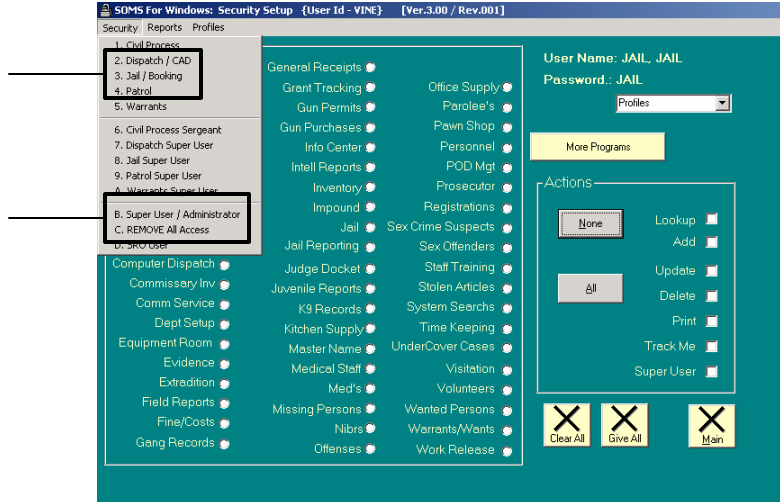 SOMS For Windows: Security Setup {User Id - VINE} [Ver.3.00 / Rev.001]
Security Reports Profiles
1. Civil Process
2. Dispatch / CAD
3. Jail / Booking
4. Patrol
5. Warrants
6. Civil Process Sergeant
7. Dispatch Super User
8. Jail Super User
9. Patrol Super User
A. Warrants Super User
B. Super User / Administrator
C. REMOVE All Access
D. SRO User
Computer Dispatch
Commissary Inv
Comm Service
Dept Setup
Equipment Room
Evidence
Extradition
Field Reports
Fine/Costs
Gang Records
General Receipts
Grant Tracking
Gun Permits
Gun Purchases
Info Center
Intell Reports
Inventory
Impound
Jail
Jail Reporting
Judge Docket
Juvenile Reports
K9 Records
Kitchen Supply
Master Name
Medical Staff
Med's
Missing Persons
Nibrs
Offenses
Office Supply
Parolee's
Pawn Shop
Personnel
POD Mgt
Prosecutor
Registrations
Sex Crime Suspects
Sex Offenders
Staff Training
Stolen Articles
System Searchs
Time Keeping
UnderCover Cases
Visitation
Volunteers
Wanted Persons
Warrants/Wants
Work Release
User Name: JAIL, JAIL
Password.: JAIL
Profiles
More Programs
Actions
None
All
Lookup
Add
Update
Delete
Print
Track Me
Super User
Clear All
Give All
Main